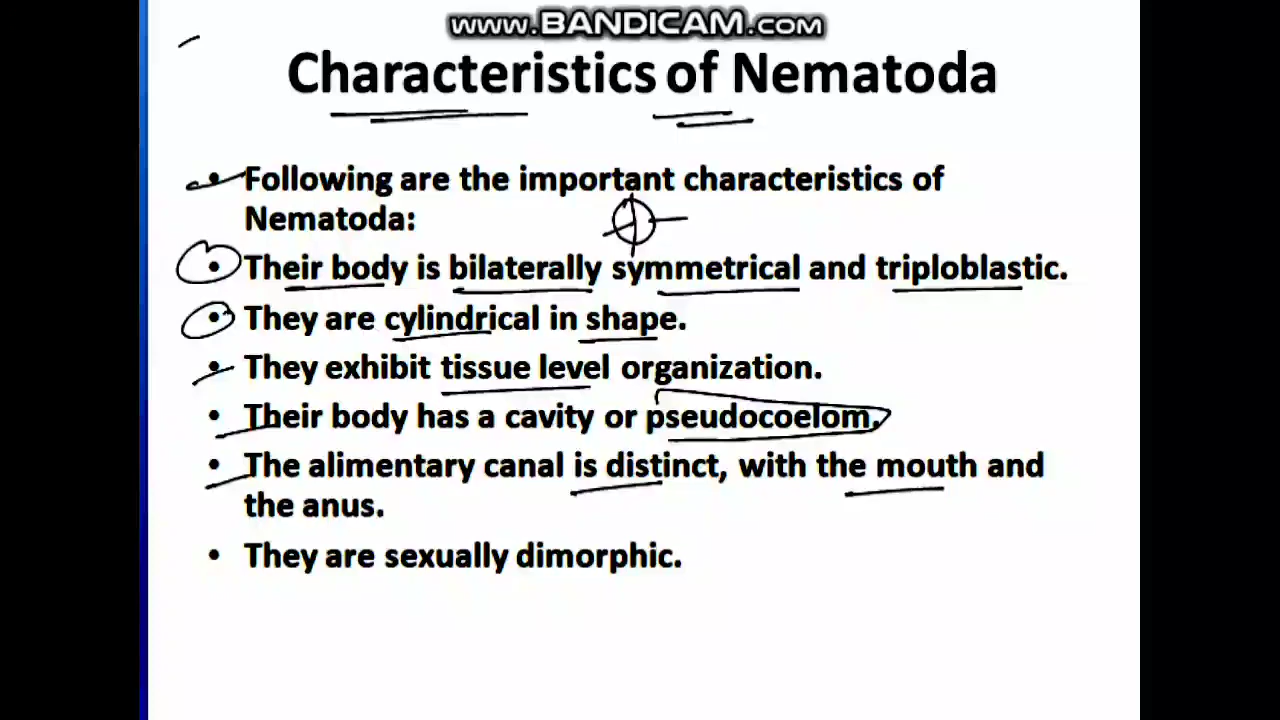 www.BANDICAM.com
Characteristics of Nematoda
• Following are the important characteristics of
Nematoda:
• Their body is bilaterally symmetrical and triploblastic.
• They are cylindrical in shape.
• They exhibit tissue level organization.
• Their body has a cavity or pseudocoelom.
• The alimentary canal is distinct, with the mouth and
the anus.
• They are sexually dimorphic.